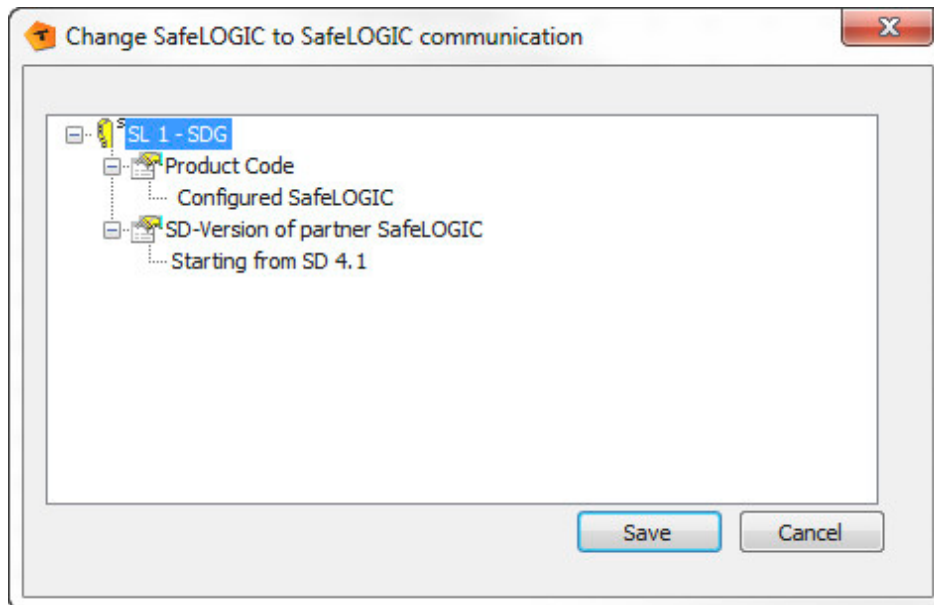 Change SafeLOGIC to SafeLOGIC communication
SL 1 - SDG
Product Code
Configured SafeLOGIC
SD-Version of partner SafeLOGIC
Starting from SD 4.1
Save Cancel